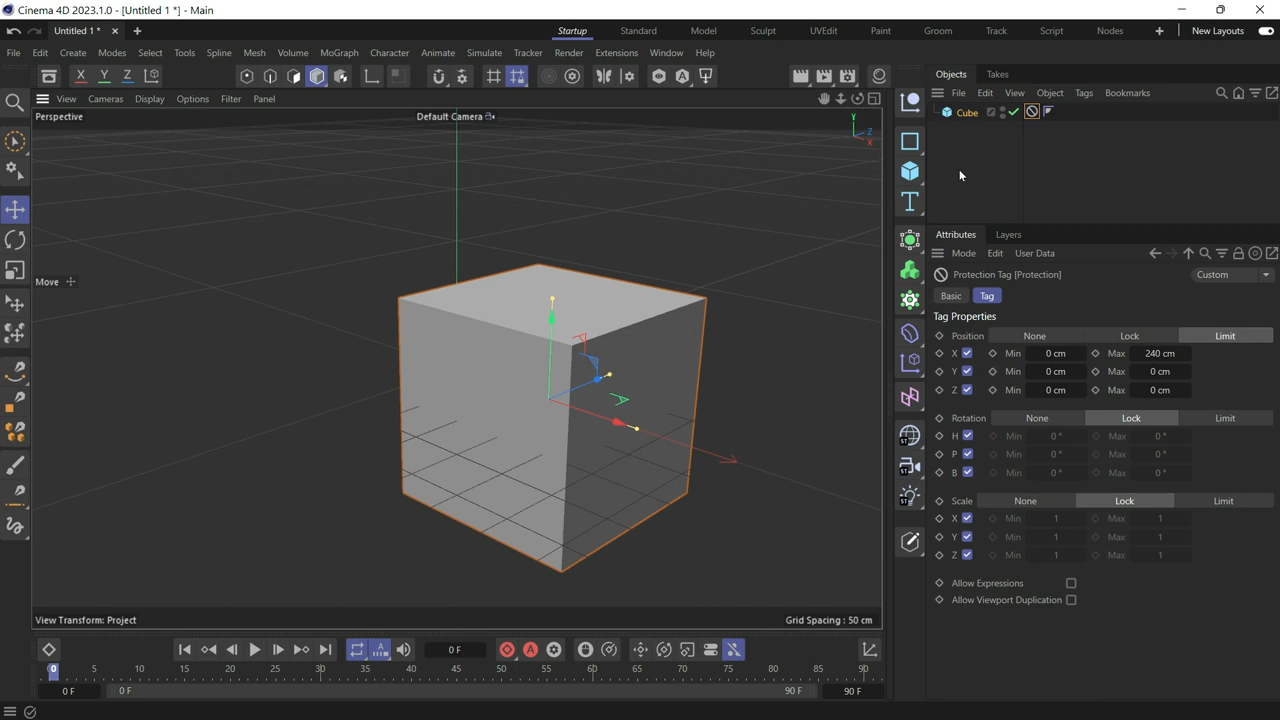 Cinema 4D 2023.1.0 - [Untitled 1 *] - Main
Untitled 1 *
Startup Standard Model Sculpt UVEdit Paint Groom Track Script Nodes New Layouts
File Edit Create Modes Select Tools Spline Mesh Volume MoGraph Character Animate Simulate Tracker Render Extensions Window Help
X Y Z
Objects Takes
View Cameras Display Options Filter Panel
File Edit View Object Tags Bookmarks
Perspective
Default Camera
Cube
Y
Z
X
Move
Attributes Layers
Mode Edit User Data
Protection Tag [Protection]
Custom
Basic Tag
Tag Properties
Position None Lock Limit
X Min 0 cm Max 240 cm
Y Min 0 cm Max 0 cm
Z Min 0 cm Max 0 cm
Rotation None Lock Limit
H Min 0° Max 0°
P Min 0° Max 0°
B Min 0° Max 0°
Scale None Lock Limit
X Min 1 Max 1
Y Min 1 Max 1
Z Min 1 Max 1
Allow Expressions
Allow Viewport Duplication
View Transform: Project
Grid Spacing : 50 cm
0 F
0 5 10 15 20 25 30 35 40 45 50 55 60 65 70 75 80 85 90
0 F 0 F 90 F 90 F